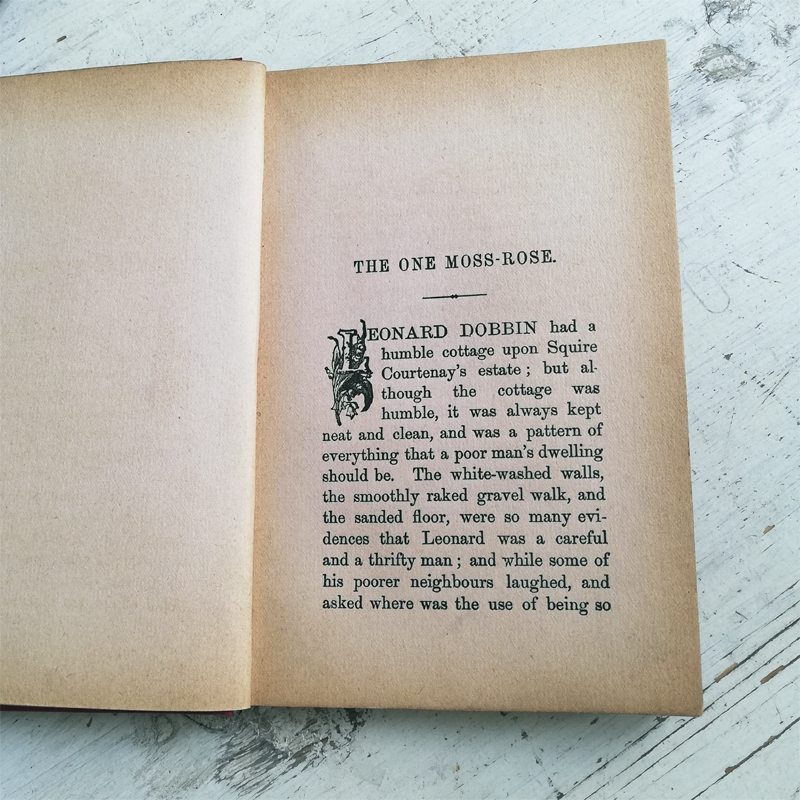 THE ONE MOSS-ROSE.
LEONARD DOBBIN had a
humble cottage upon Squire
Courtenay's estate; but al-
though the cottage was
humble, it was always kept
neat and clean, and was a pattern of
everything that a poor man's dwelling
should be. The white-washed walls,
the smoothly raked gravel walk, and
the sanded floor, were so many evi-
dences that Leonard was a careful
and a thrifty man; and while some of
his poorer neighbours laughed, and
asked where was the use of being so